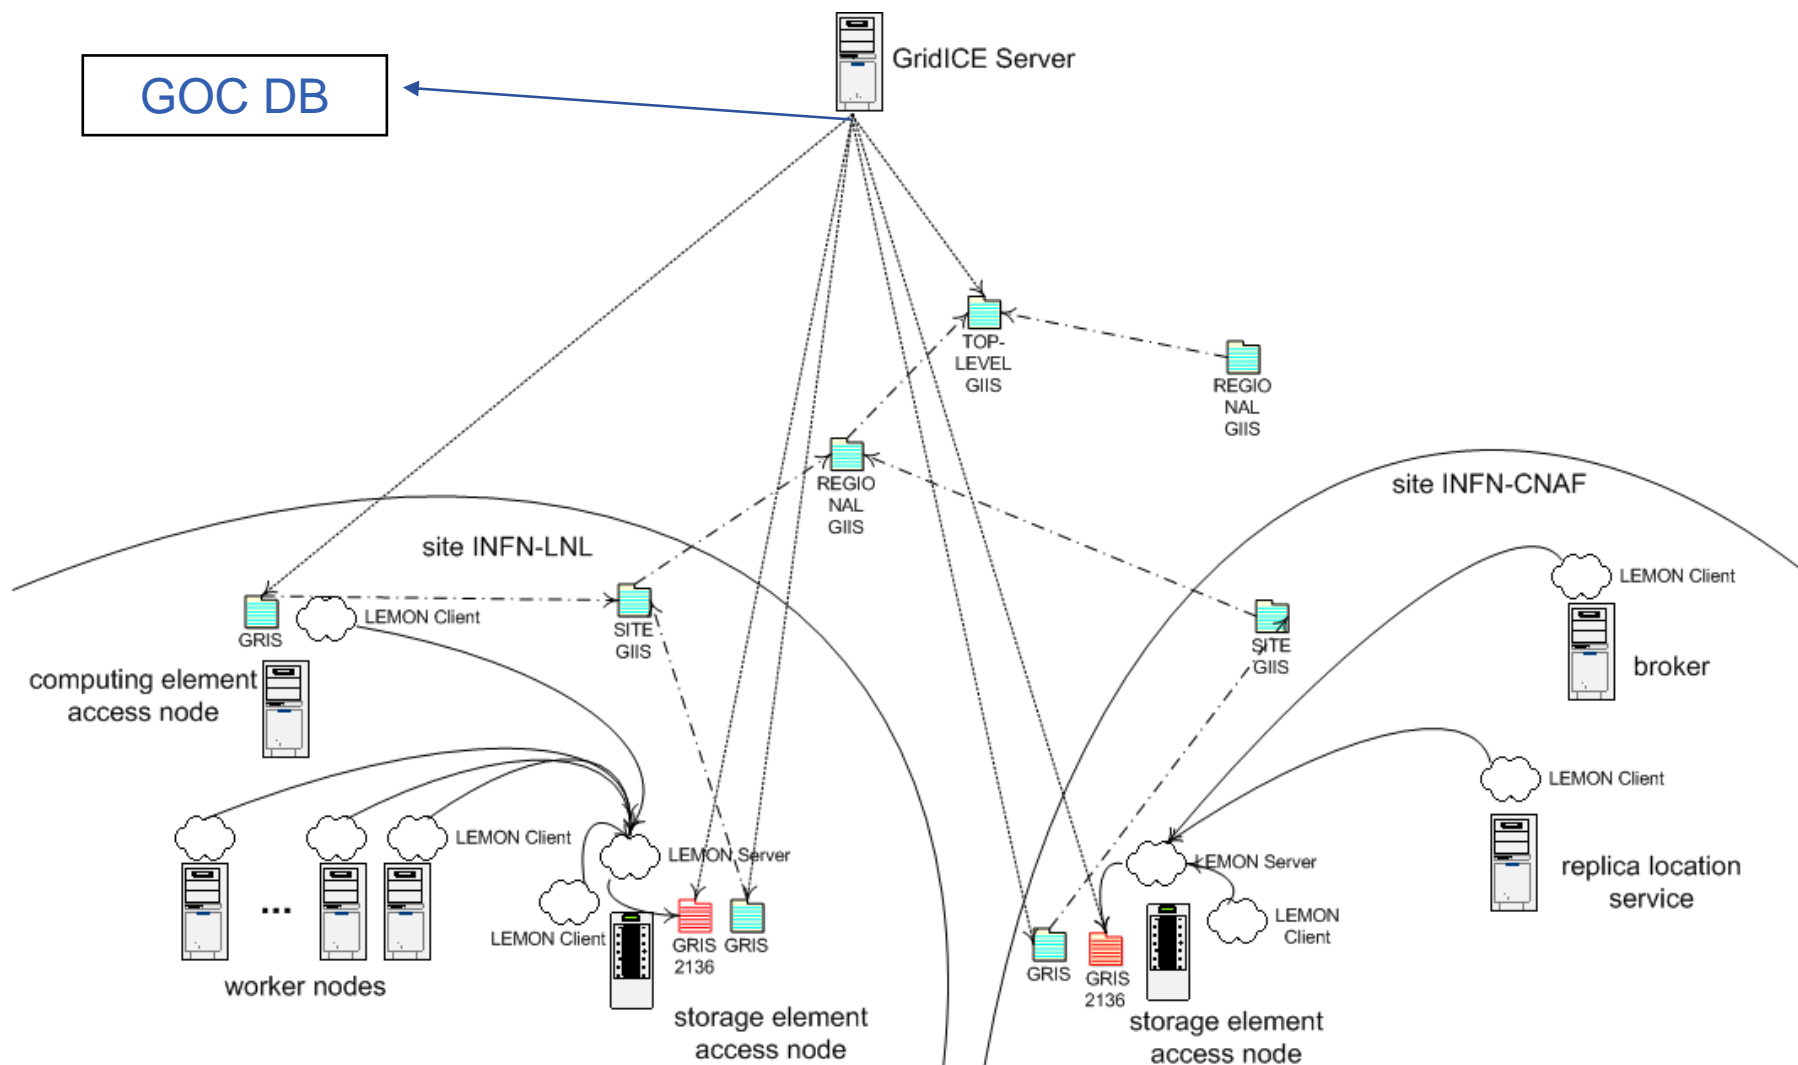 GridICE Server
GOC DB
TOP-
LEVEL
GIIS
REGIO
NAL
GIIS
REGIO
NAL
GIIS
site INFN-CNAF
site INFN-LNL
LEMON Client
LEMON Client
GRIS
SITE
GIIS
SITE
GIIS
broker
computing element
access node
LEMON Client
LEMON Client
LEMON Server
LEMON Server
replica location
service
LEMON Client
GRIS
2136
GRIS
LEMON
Client
GRIS
GRIS
2136
worker nodes
storage element
access node
storage element
access node